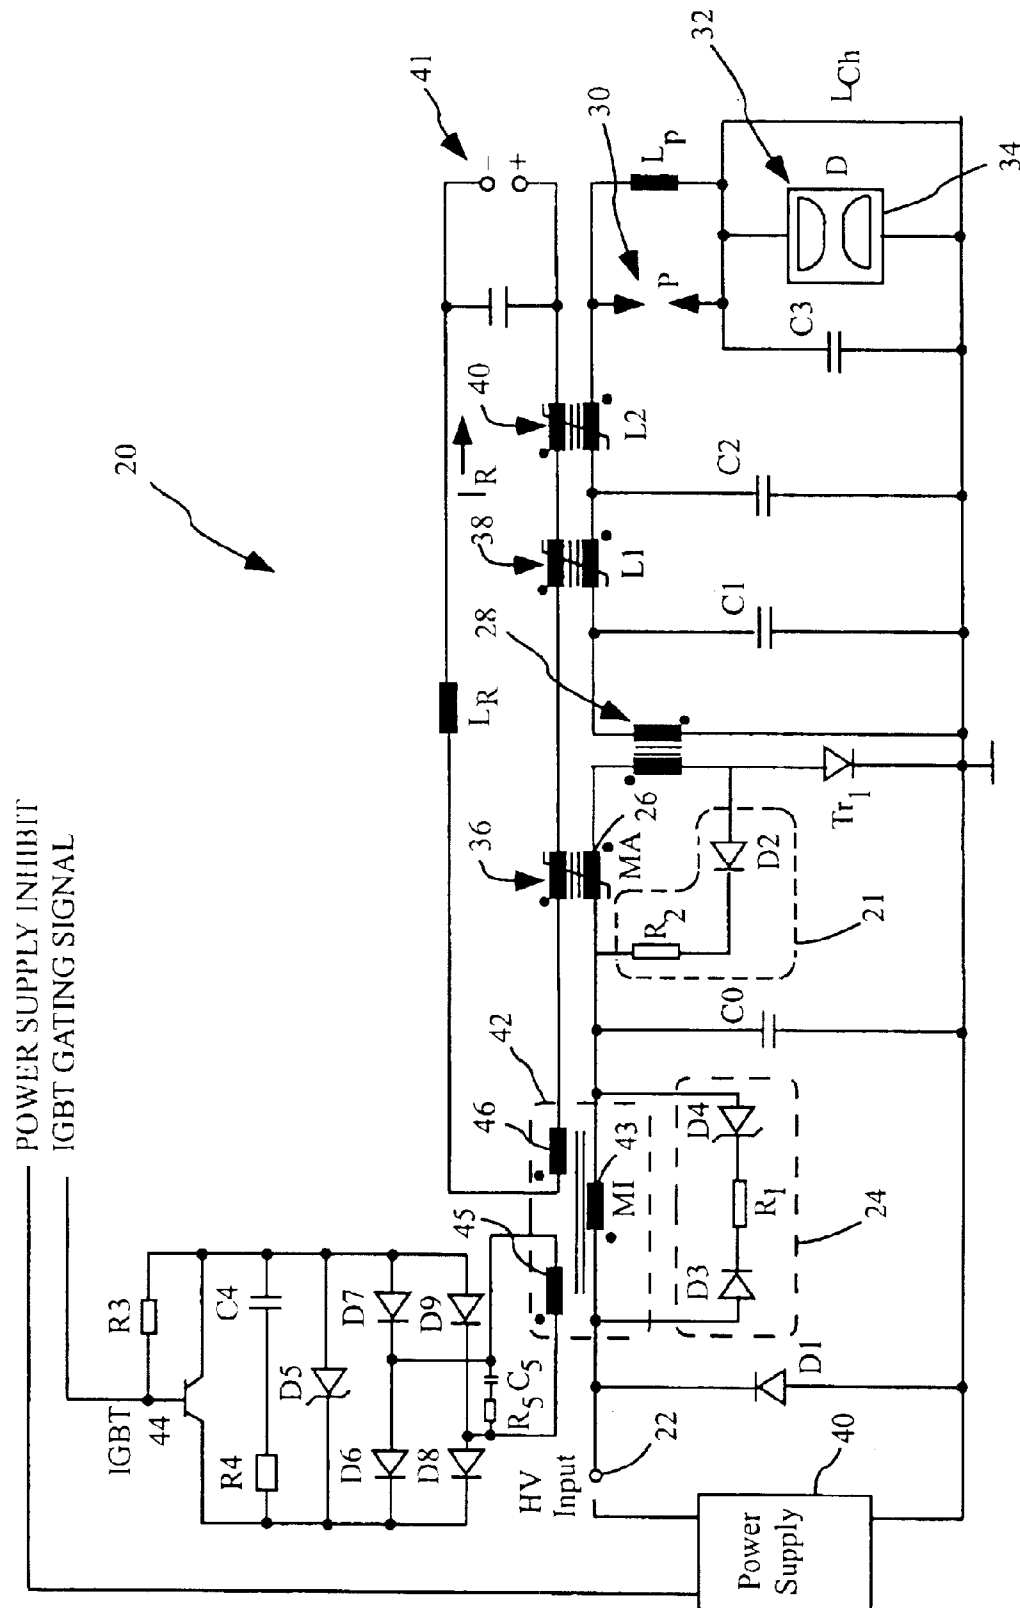 POWER SUPPLY INHIBIT
IGBT GATING SIGNAL
20
41
32
LCh
30
Lp
D
34
P
C3
40
IR
38
L2
C2
L1
C1
28
LR
36
26
MA
Tr1
D2
R2
21
42
C0
46
43
D4
MI
R1
24
45
D3
R3
C4
D7
D9
D5
C5
R5
IGBT
44
R4
D6
D8
D1
HV
Input
22
40
Power
Supply